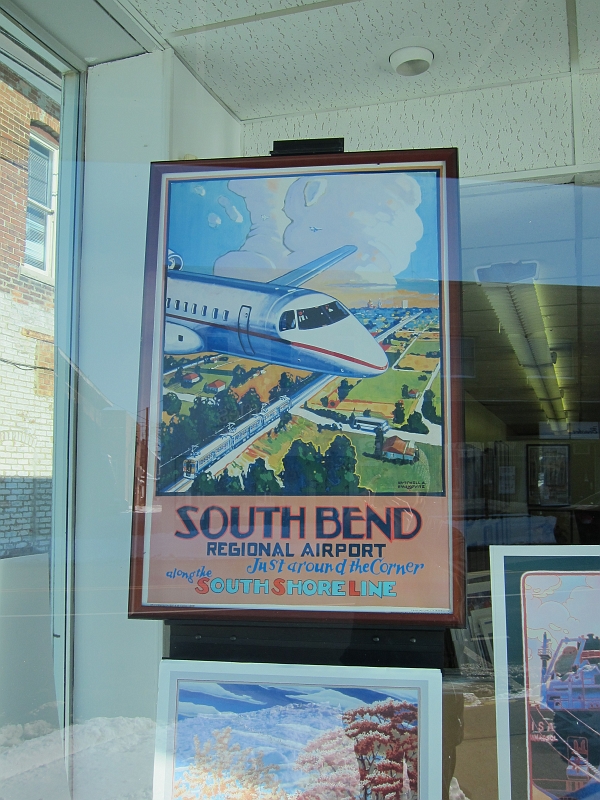 SOUTH BEND
REGIONAL AIRPORT
Just around the Corner
along the
SOUTH SHORE LINE